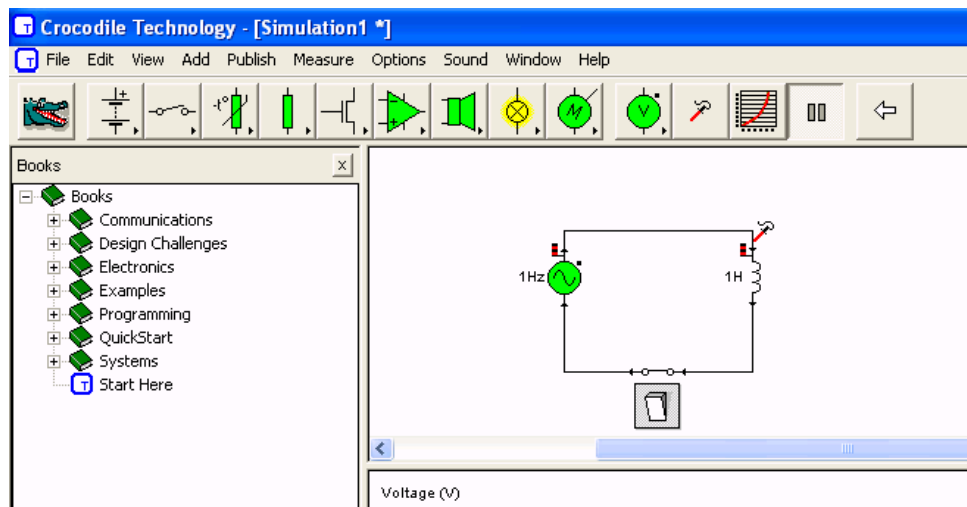 Crocodile Technology - [Simulation1 *]
File Edit View Add Publish Measure Options Sound Window Help
-t°
V
Books x
Books
Communications
Design Challenges
Electronics
Examples
Programming
QuickStart
Systems
Start Here
1Hz
1H
Voltage (V)